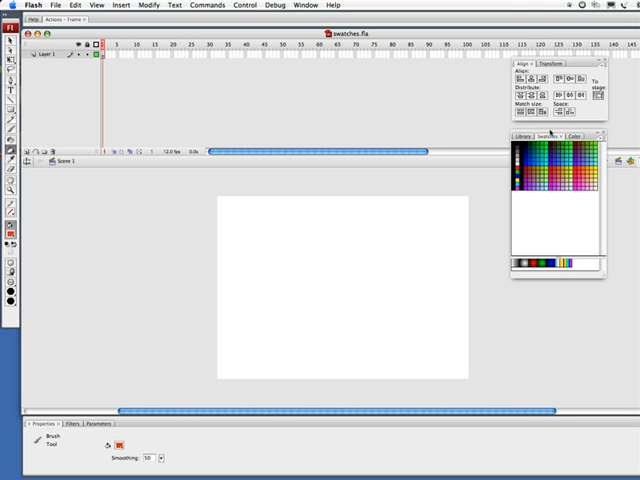 Flash File Edit View Insert Modify Text Commands Control Debug Window Help
Help Actions - Frame ×
Fl
swatches.fla
Layer 1
1 5 10 15 20 25 30 35 40 45 50 55 60 65 70 75 80 85 90 95 100 105 110 115 120 125 130 135 140 145
Align × Transform
Align:
To stage:
Distribute:
Match size: Space:
1 12.0 fps 0.0s
Library Swatches × Color
Scene 1
Properties × Filters Parameters
Brush
Tool
Smoothing: 50